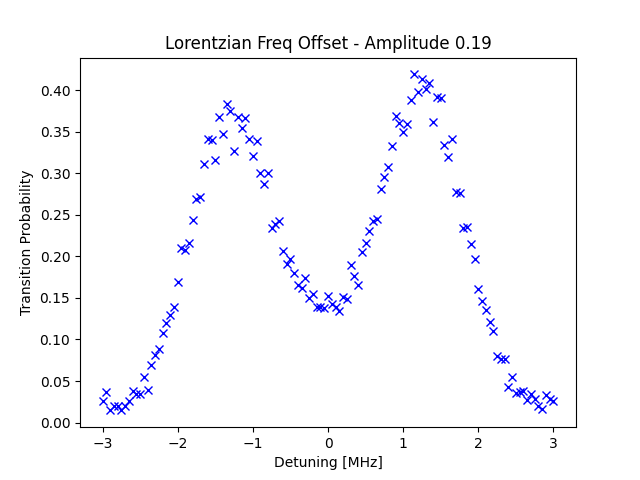 Lorentzian Freq Offset - Amplitude 0.19
Transition Probability
0.40
0.35
0.30
0.25
0.20
0.15
0.10
0.05
0.00
−3 −2 −1 0 1 2 3
Detuning [MHz]